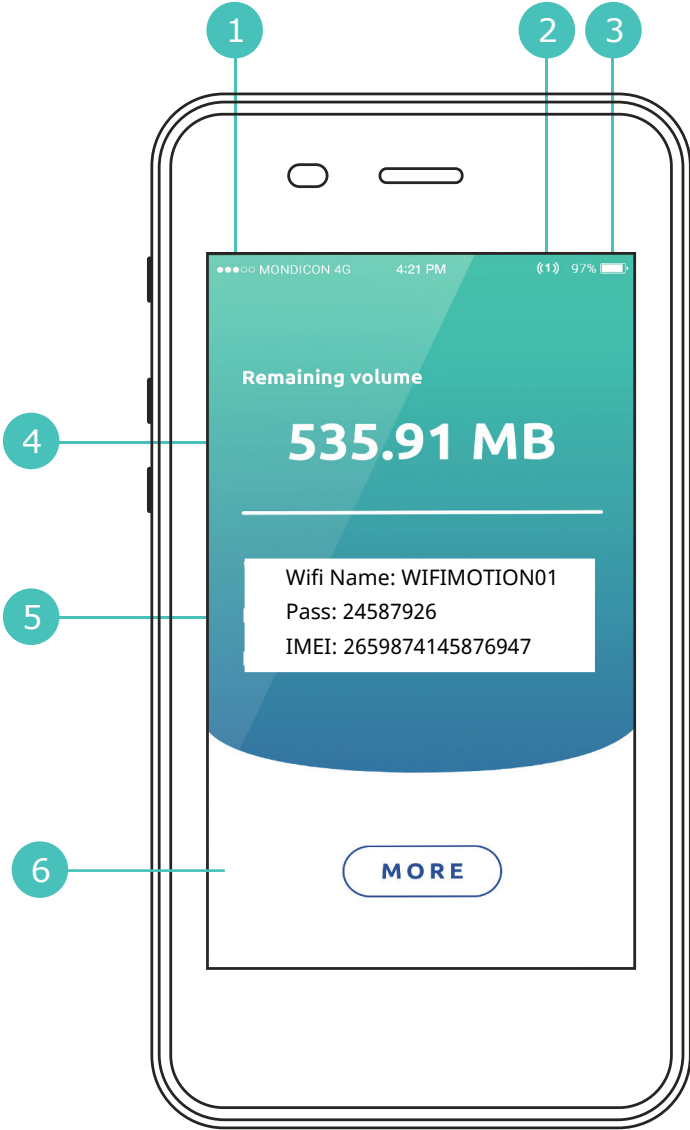 1 2 3
●●●○○ MONDICON 4G 4:21 PM ((1)) 97%
Remaining volume
4 535.91 MB
Wifi Name: WIFIMOTION01
5 Pass: 24587926
IMEI: 2659874145876947
6 MORE